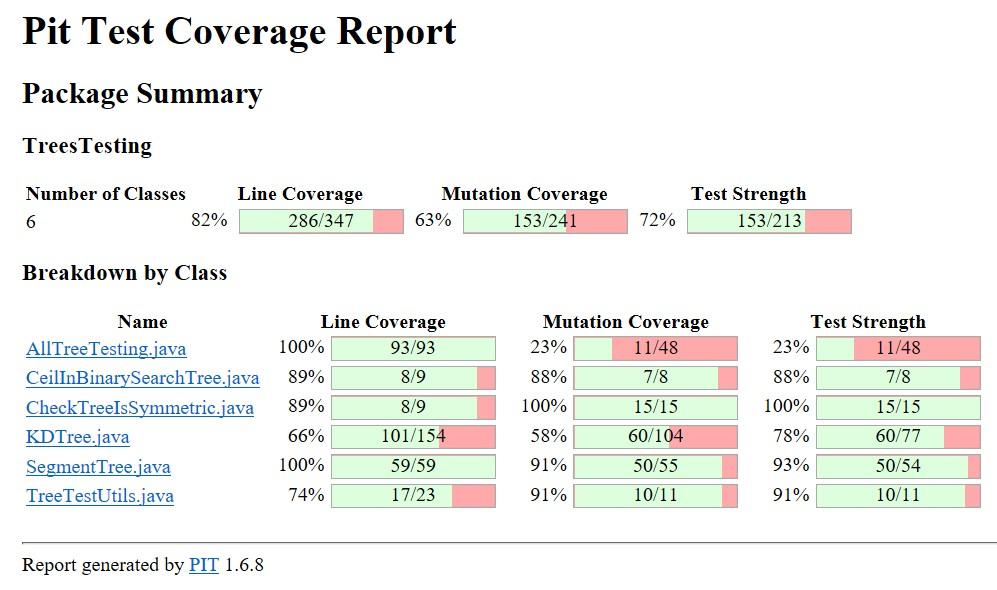 Pit Test Coverage Report
Package Summary
TreesTesting
Number of Classes Line Coverage Mutation Coverage Test Strength
6 82% 286/347 63% 153/241 72% 153/213
Breakdown by Class
Name Line Coverage Mutation Coverage Test Strength
AllTreeTesting.java 100% 93/93 23% 11/48 23% 11/48
CeilInBinarySearchTree.java 89% 8/9 88% 7/8 88% 7/8
CheckTreeIsSymmetric.java 89% 8/9 100% 15/15 100% 15/15
KDTree.java 66% 101/154 58% 60/104 78% 60/77
SegmentTree.java 100% 59/59 91% 50/55 93% 50/54
TreeTestUtils.java 74% 17/23 91% 10/11 91% 10/11
Report generated by PIT 1.6.8